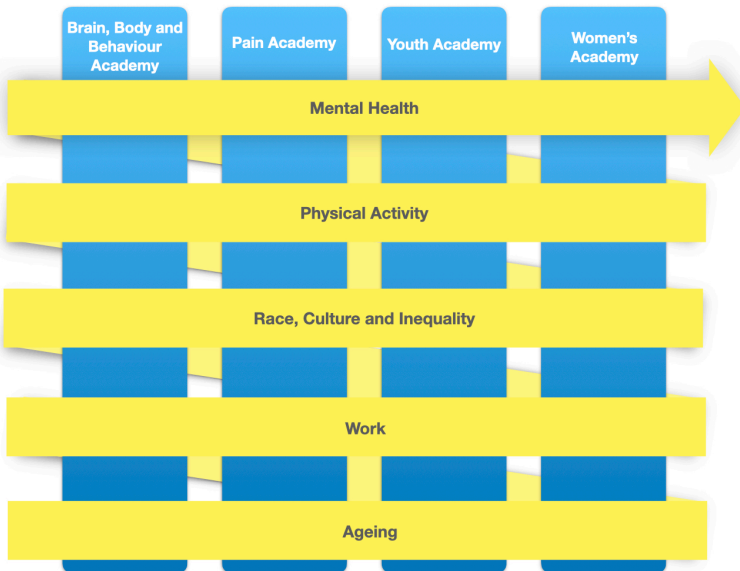 Brain, Body and
Behaviour
Academy
Pain Academy
Youth Academy
Women's
Academy
Mental Health
Physical Activity
Race, Culture and Inequality
Work
Ageing